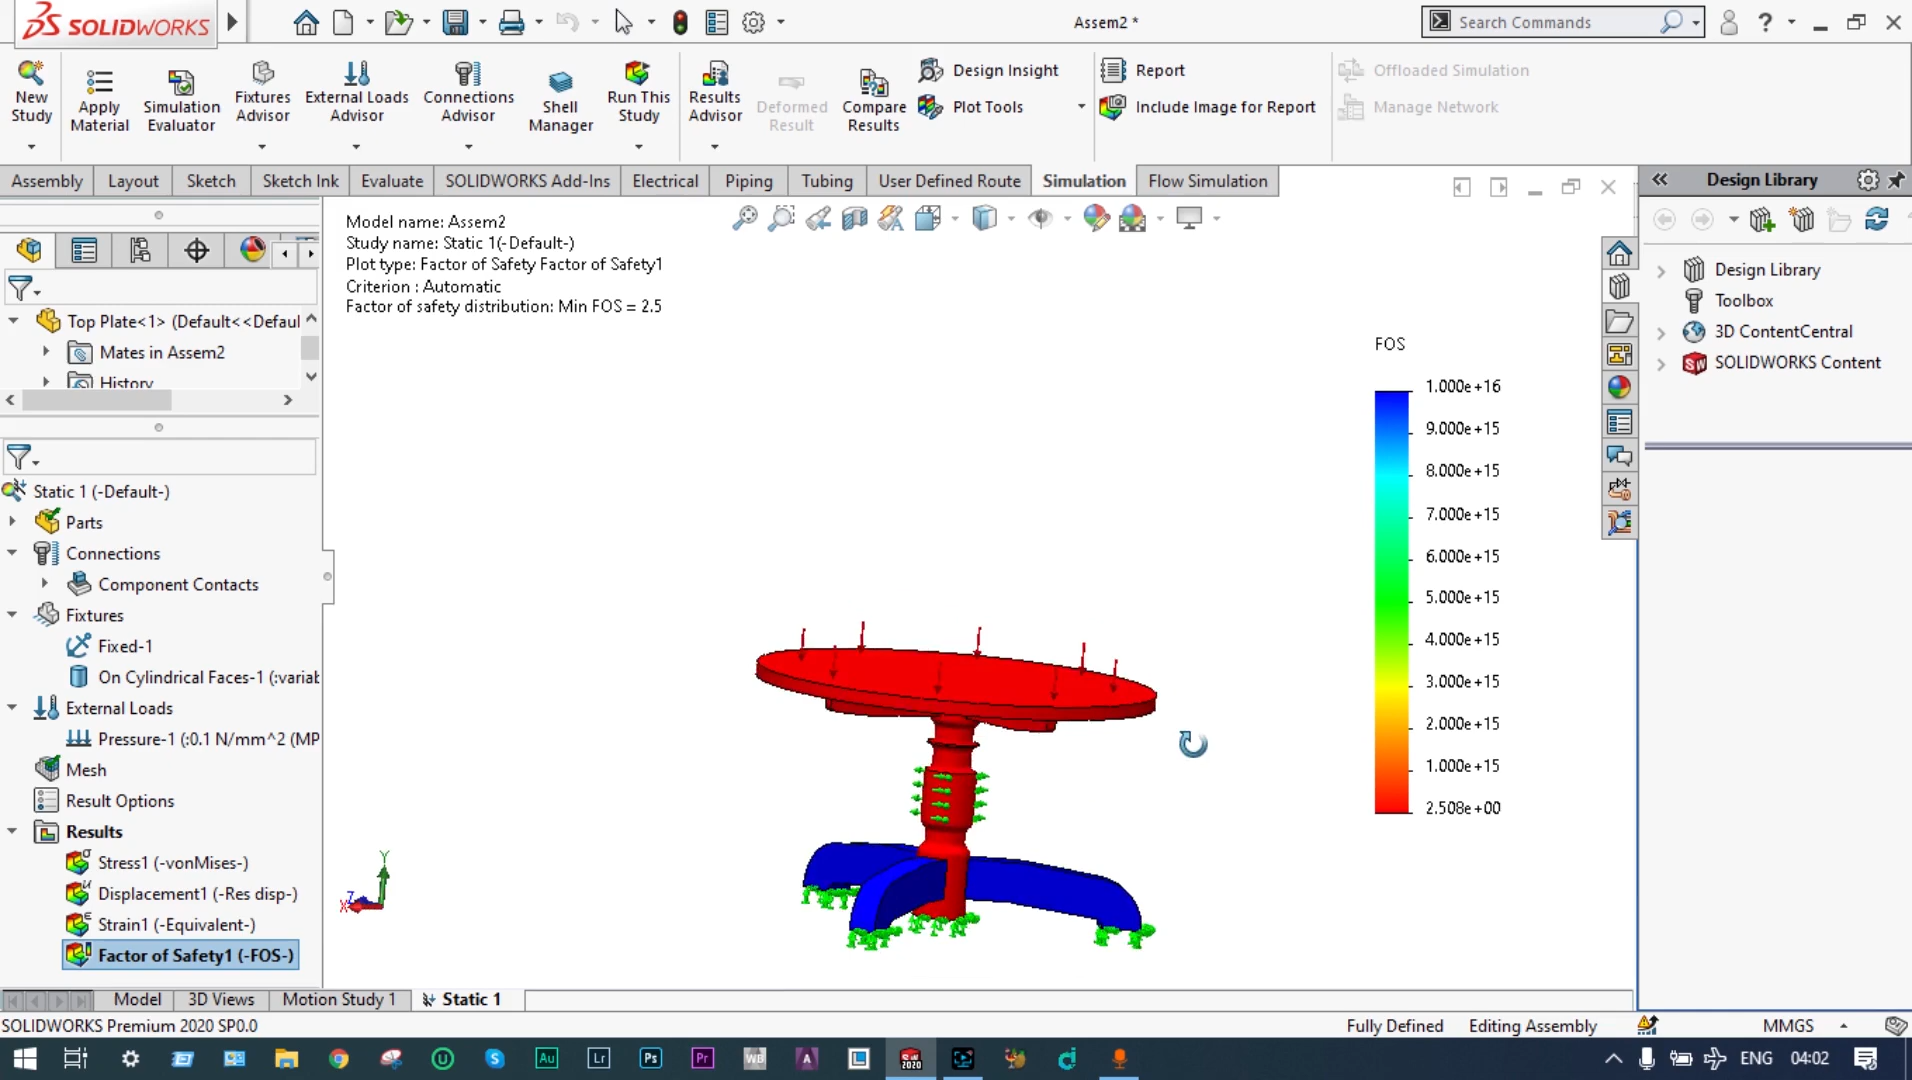 SOLIDWORKS
Assem2 *
Search Commands
New Study
Apply Material
Simulation Evaluator
Fixtures Advisor
External Loads Advisor
Connections Advisor
Shell Manager
Run This Study
Results Advisor
Deformed Result
Compare Results
Design Insight
Plot Tools
Report
Include Image for Report
Offloaded Simulation
Manage Network
Assembly
Layout
Sketch
Sketch Ink
Evaluate
SOLIDWORKS Add-Ins
Electrical
Piping
Tubing
User Defined Route
Simulation
Flow Simulation
Design Library
Design Library
Toolbox
3D ContentCentral
SOLIDWORKS Content
Top Plate<1> (Default<<Defaul
Mates in Assem2
History
Static 1 (-Default-)
Parts
Connections
Component Contacts
Fixtures
Fixed-1
On Cylindrical Faces-1 (:variab
External Loads
Pressure-1 (:0.1 N/mm^2 (MP
Mesh
Result Options
Results
Stress1 (-vonMises-)
Displacement1 (-Res disp-)
Strain1 (-Equivalent-)
Factor of Safety1 (-FOS-)
Model name: Assem2
Study name: Static 1(-Default-)
Plot type: Factor of Safety Factor of Safety1
Criterion : Automatic
Factor of safety distribution: Min FOS = 2.5
FOS
1.000e+16
9.000e+15
8.000e+15
7.000e+15
6.000e+15
5.000e+15
4.000e+15
3.000e+15
2.000e+15
1.000e+15
2.508e+00
Y
Z
X
Model
3D Views
Motion Study 1
Static 1
SOLIDWORKS Premium 2020 SP0.0
Fully Defined
Editing Assembly
MMGS
Au
Lr
Ps
Pr
WB
A
SW 2020
ENG
04:02